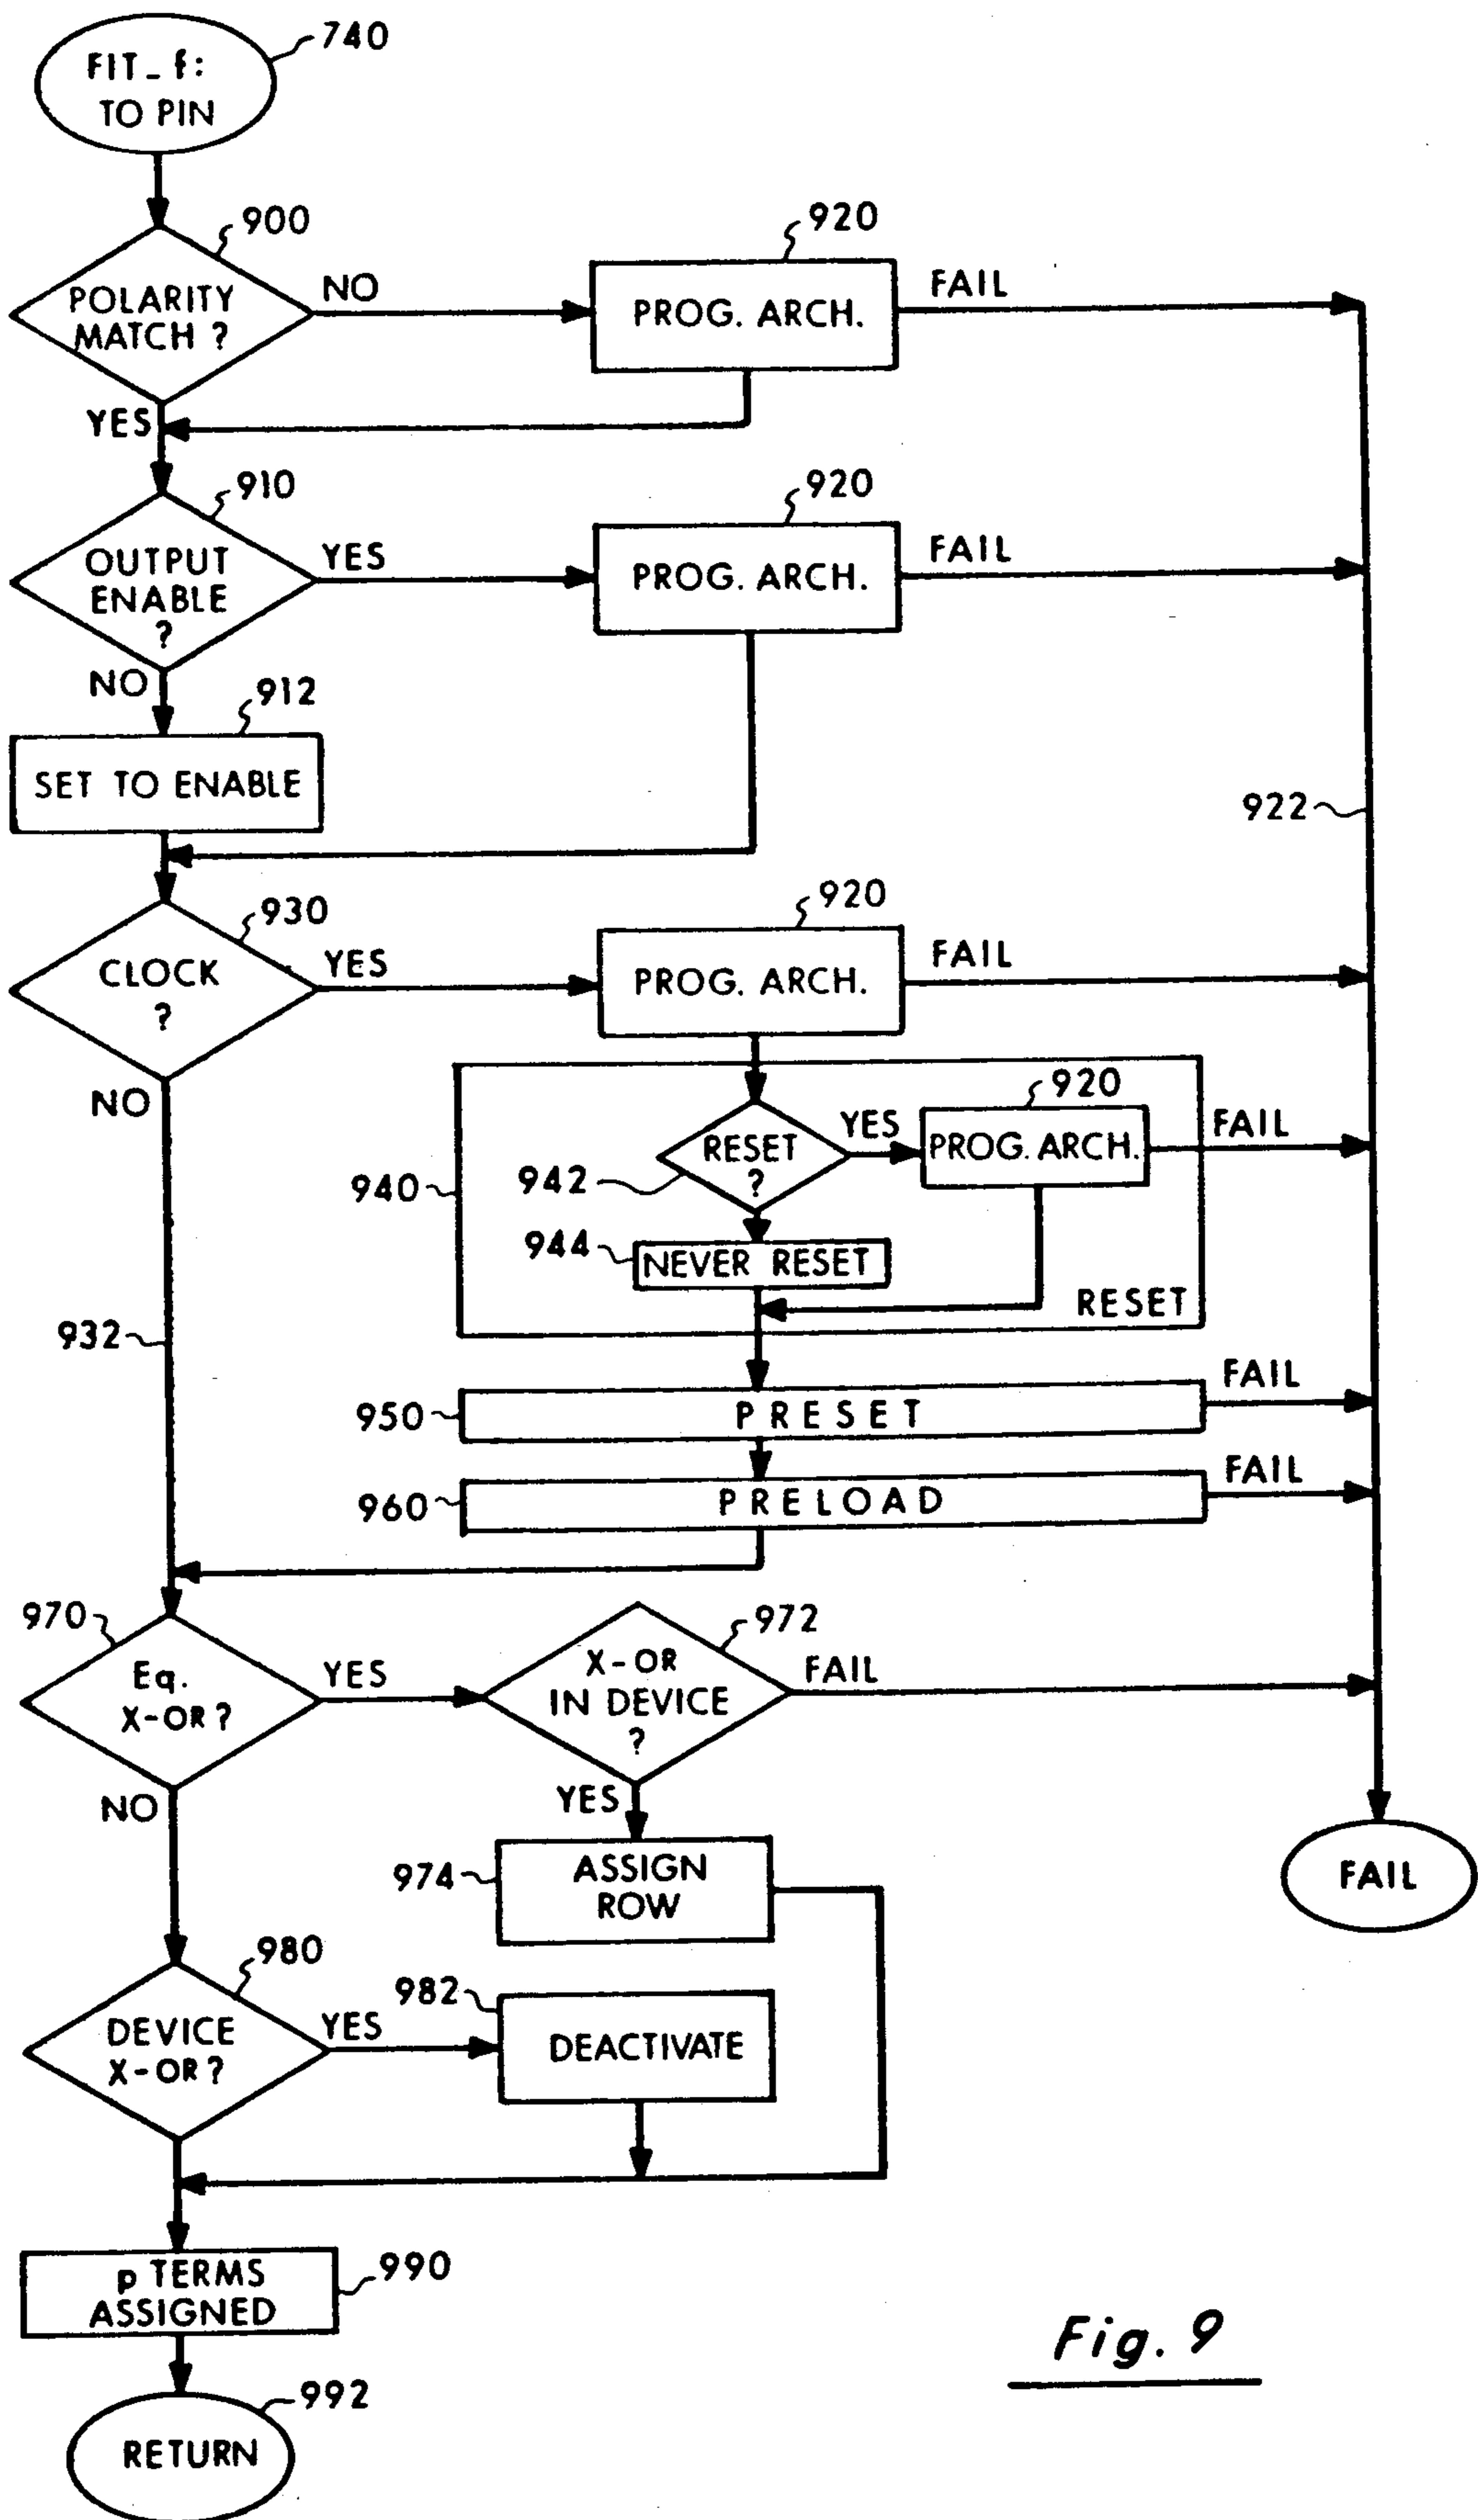 740
FIT_f:
TO PIN
900
920
POLARITY
MATCH ?
NO
PROG. ARCH.
FAIL
YES
910
920
OUTPUT
ENABLE
?
YES
PROG. ARCH.
FAIL
NO
912
SET TO ENABLE
922
930
920
CLOCK
?
YES
PROG. ARCH.
FAIL
NO
920
RESET
?
YES
PROG. ARCH.
FAIL
940
942
944
NEVER RESET
RESET
932
FAIL
950
PRESET
FAIL
960
PRELOAD
970
972
Eq.
X-OR ?
YES
X-OR
IN DEVICE
?
FAIL
NO
YES
974
ASSIGN
ROW
FAIL
980
982
DEVICE
X-OR ?
YES
DEACTIVATE
p TERMS
ASSIGNED
990
Fig. 9
992
RETURN